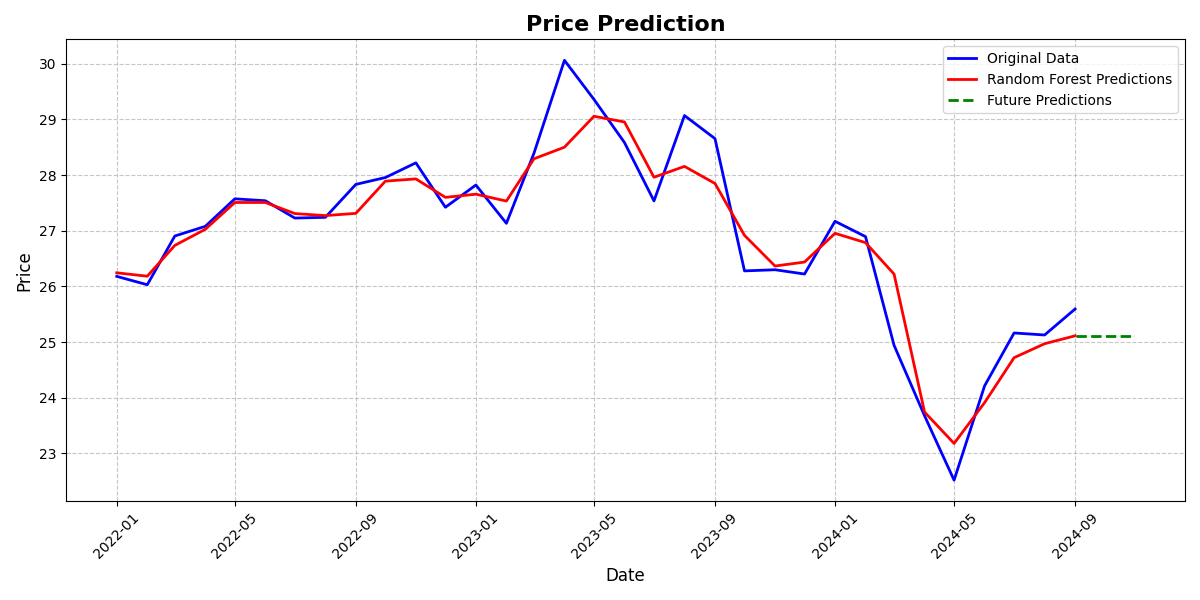 Price Prediction
Original Data
Random Forest Predictions
Future Predictions
Price
30
29
28
27
26
25
24
23
2022-01
2022-05
2022-09
2023-01
2023-05
2023-09
2024-01
2024-05
2024-09
Date